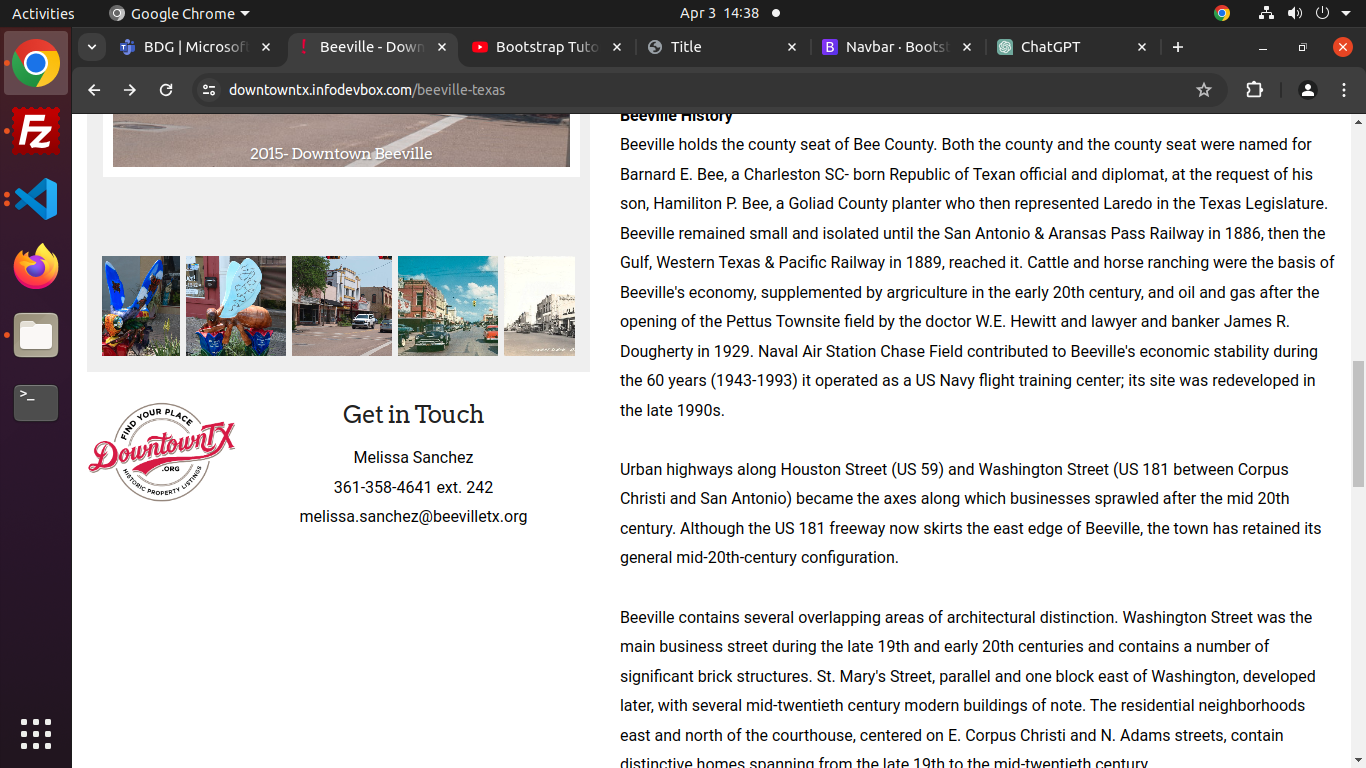 Activities
Google Chrome
Apr 3 14:38
BDG | Microsof
Beeville - Down
Bootstrap Tuto
Title
Navbar · Boots
ChatGPT
downtowntx.infodevbox.com/beeville-texas
2015- Downtown Beeville
FIND YOUR PLACE
DowntownTX
.ORG
HISTORIC PROPERTY LISTINGS
Get in Touch
Melissa Sanchez
361-358-4641 ext. 242
melissa.sanchez@beevilletx.org
Beeville History
Beeville holds the county seat of Bee County. Both the county and the county seat were named for
Barnard E. Bee, a Charleston SC- born Republic of Texan official and diplomat, at the request of his
son, Hamiliton P. Bee, a Goliad County planter who then represented Laredo in the Texas Legislature.
Beeville remained small and isolated until the San Antonio & Aransas Pass Railway in 1886, then the
Gulf, Western Texas & Pacific Railway in 1889, reached it. Cattle and horse ranching were the basis of
Beeville's economy, supplemented by argriculture in the early 20th century, and oil and gas after the
opening of the Pettus Townsite field by the doctor W.E. Hewitt and lawyer and banker James R.
Dougherty in 1929. Naval Air Station Chase Field contributed to Beeville's economic stability during
the 60 years (1943-1993) it operated as a US Navy flight training center; its site was redeveloped in
the late 1990s.
Urban highways along Houston Street (US 59) and Washington Street (US 181 between Corpus
Christi and San Antonio) became the axes along which businesses sprawled after the mid 20th
century. Although the US 181 freeway now skirts the east edge of Beeville, the town has retained its
general mid-20th-century configuration.
Beeville contains several overlapping areas of architectural distinction. Washington Street was the
main business street during the late 19th and early 20th centuries and contains a number of
significant brick structures. St. Mary's Street, parallel and one block east of Washington, developed
later, with several mid-twentieth century modern buildings of note. The residential neighborhoods
east and north of the courthouse, centered on E. Corpus Christi and N. Adams streets, contain
distinctive homes spanning from the late 19th to the mid-twentieth century.